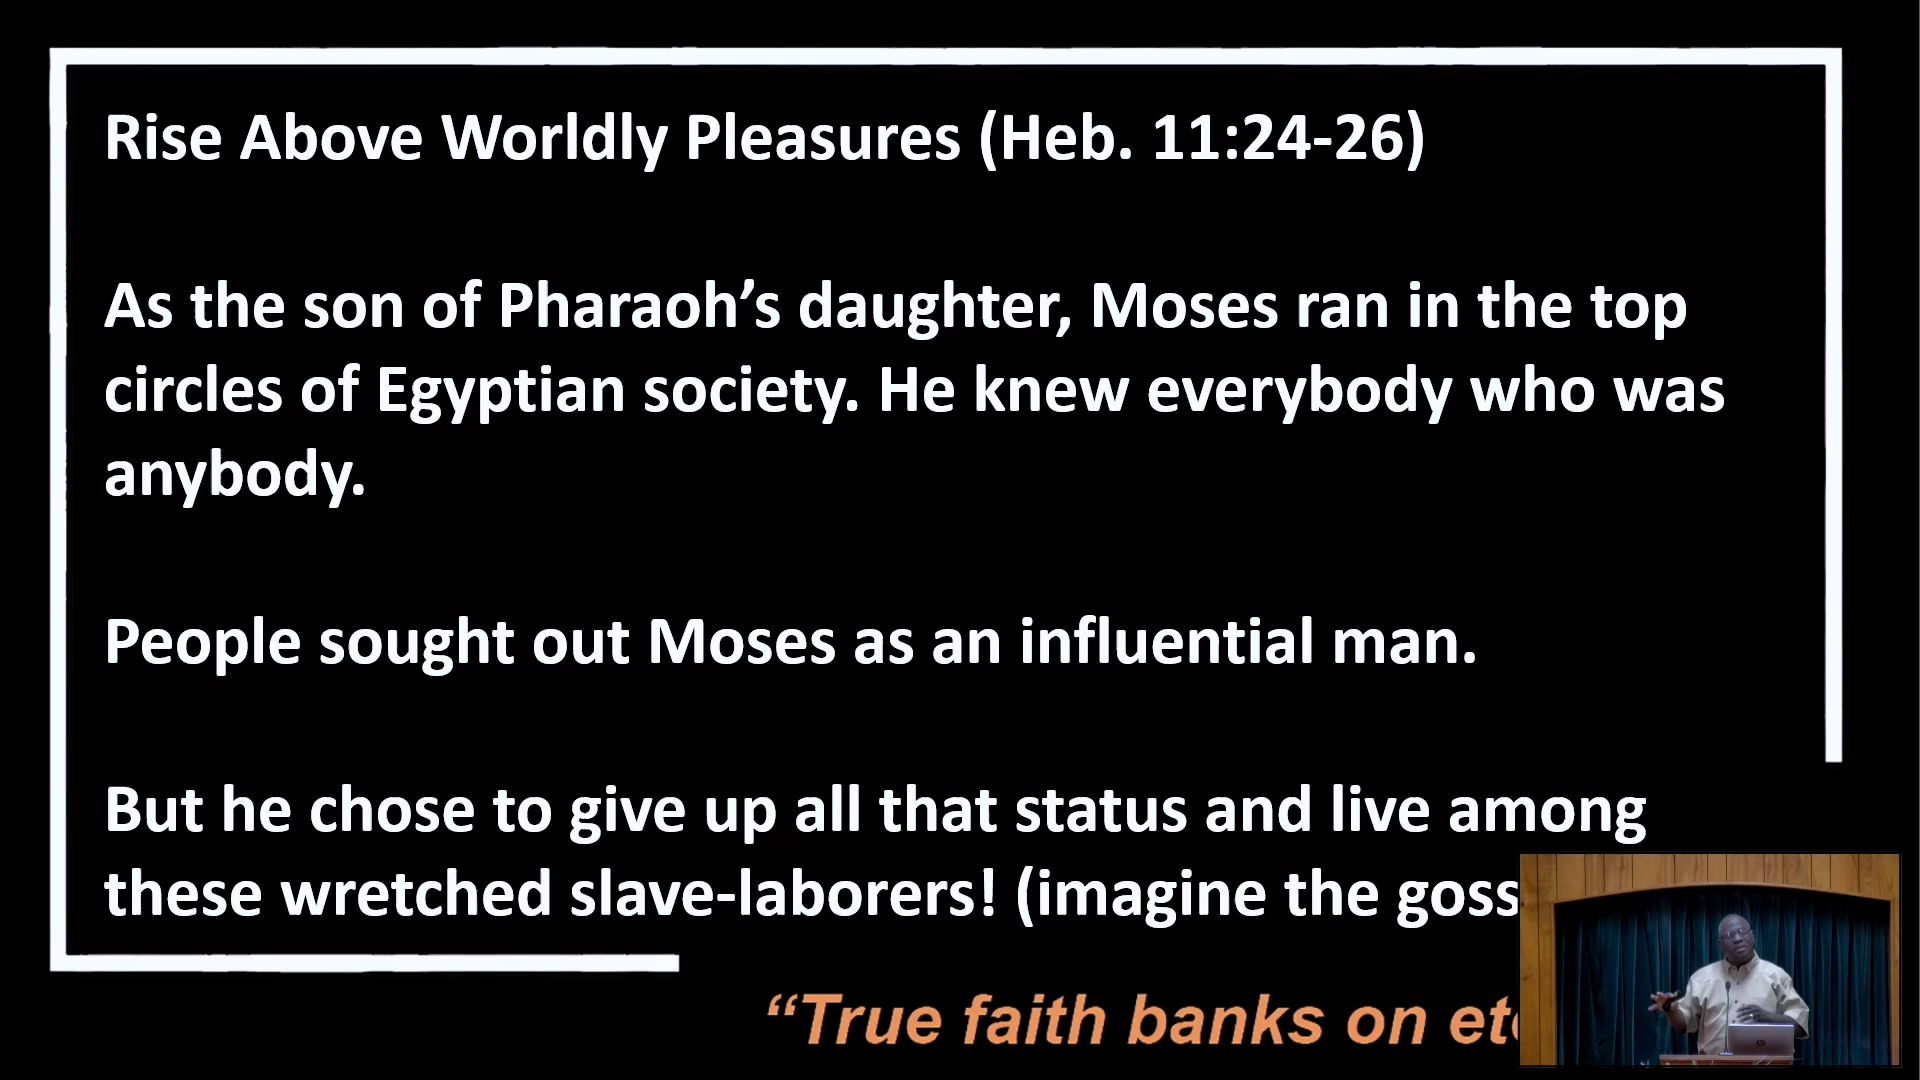 Rise Above Worldly Pleasures (Heb. 11:24-26)
As the son of Pharaoh’s daughter, Moses ran in the top
circles of Egyptian society. He knew everybody who was
anybody.
People sought out Moses as an influential man.
But he chose to give up all that status and live among
these wretched slave-laborers! (imagine the
“True faith banks on